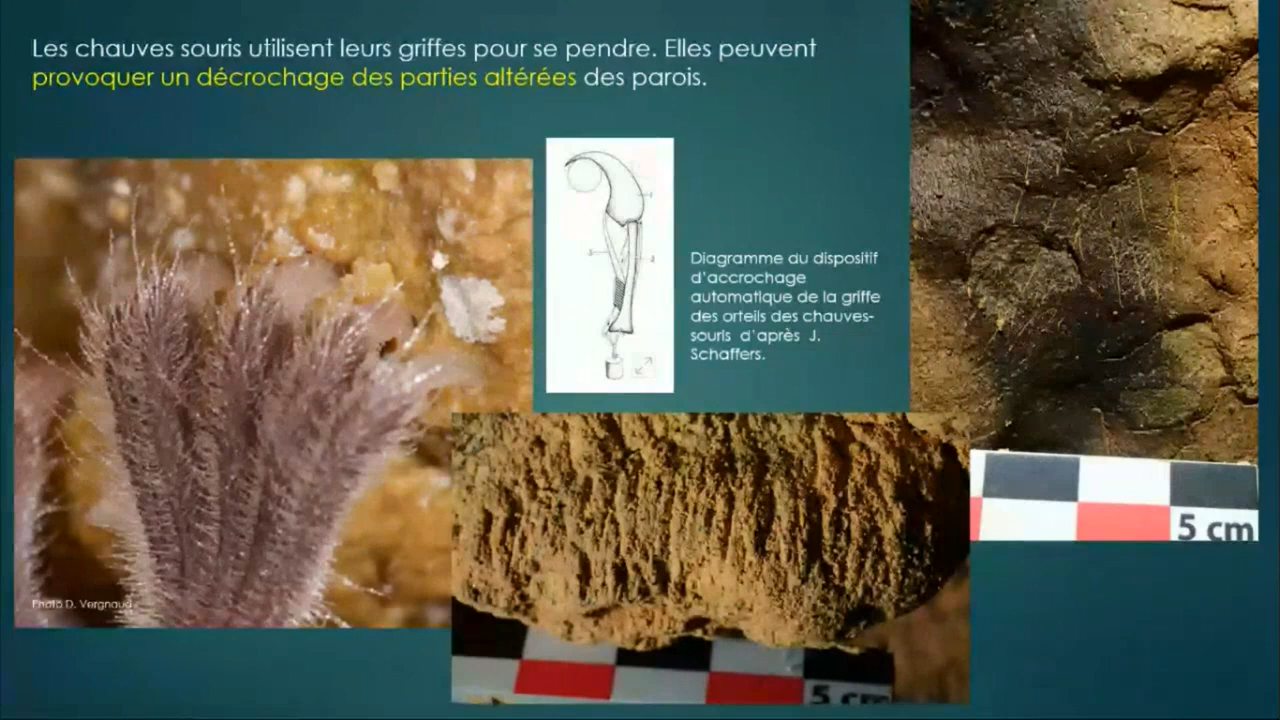 Les chauves souris utilisent leurs griffes pour se pendre. Elles peuvent
provoquer un décrochage des parties altérées des parois.
Diagramme du dispositif
d'accrochage
automatique de la griffe
des orteils des chauves-
souris d'après J.
Schaffers.
5 cm
Photo D. Vergnaud
5 cm